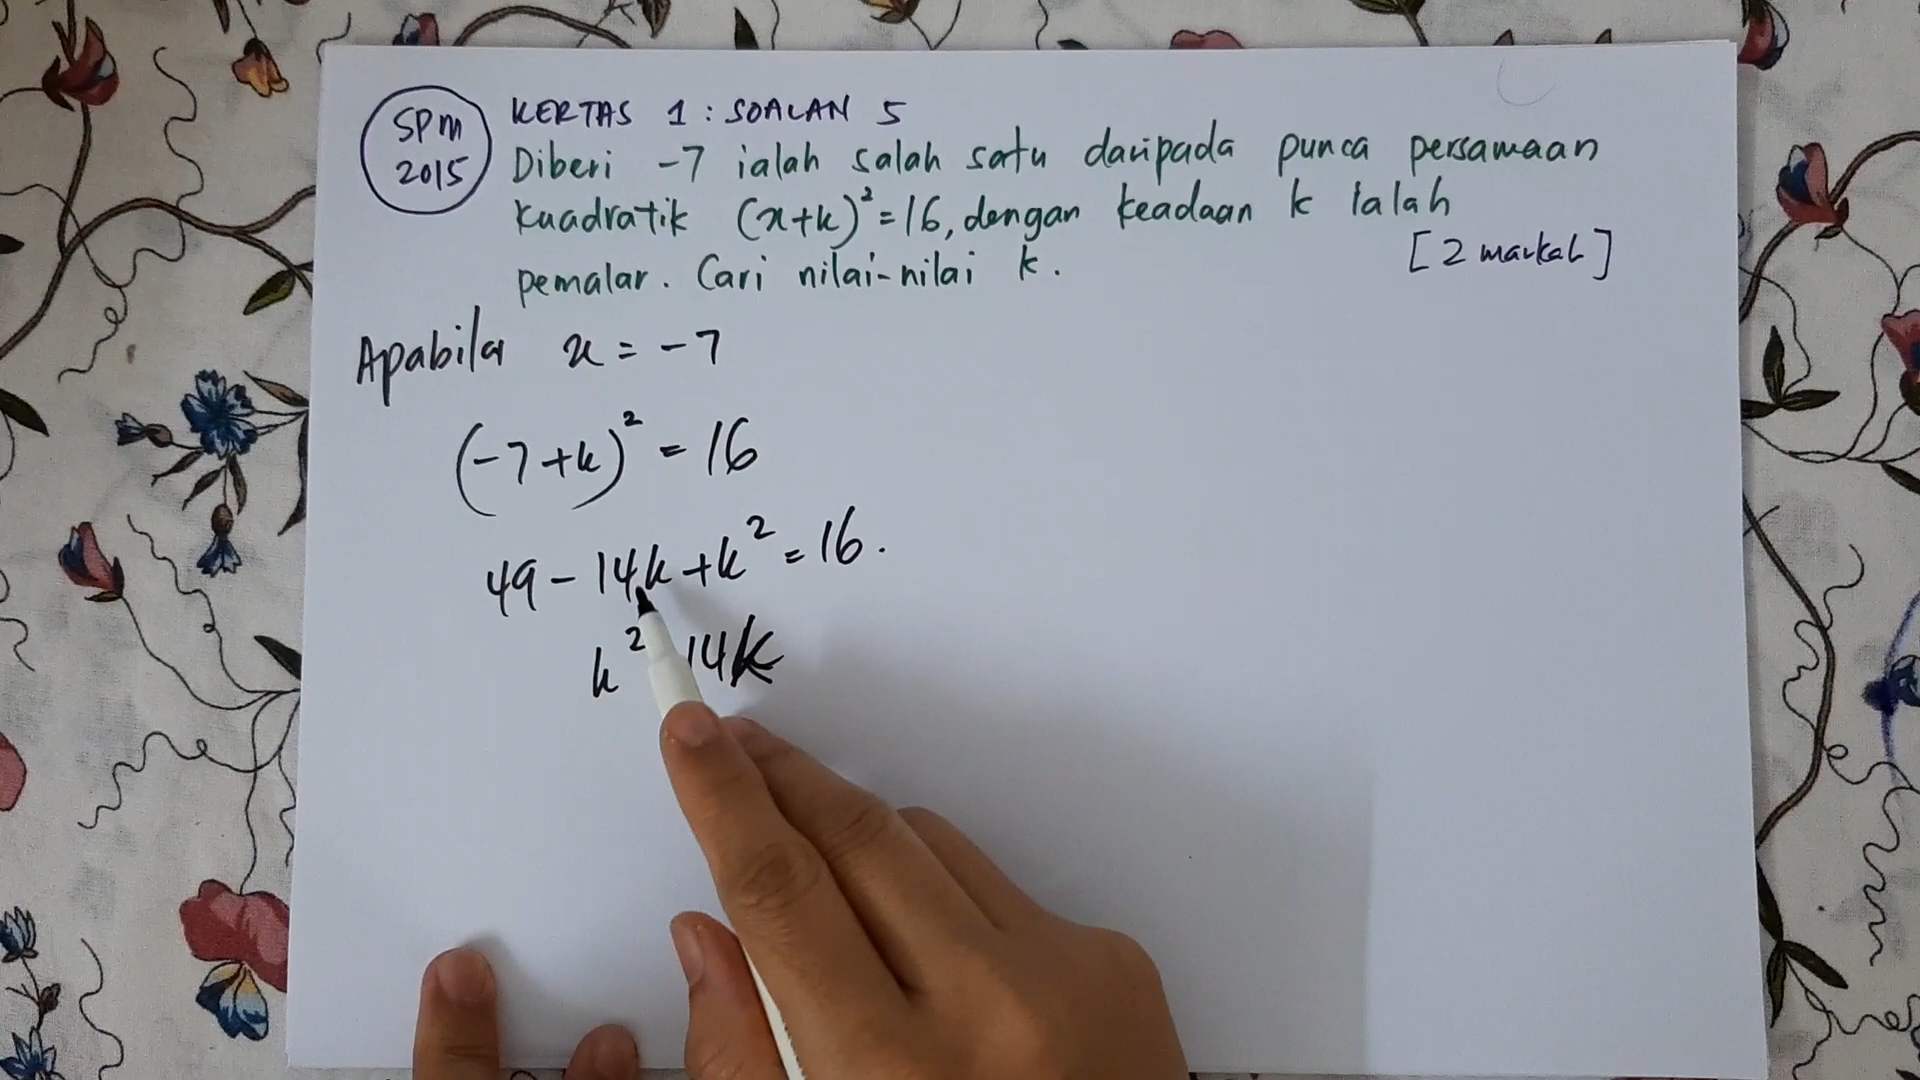 SPM
2015
KERTAS 1 : SOALAN 5
Diberi -7 ialah salah satu daripada punca persamaan
kuadratik (x+k)²=16, dengan keadaan k ialah
pemalar. Cari nilai-nilai k.
[2 markah]
Apabila x = -7
(-7+k)² = 16
49 - 14k + k² = 16.
k² 14k